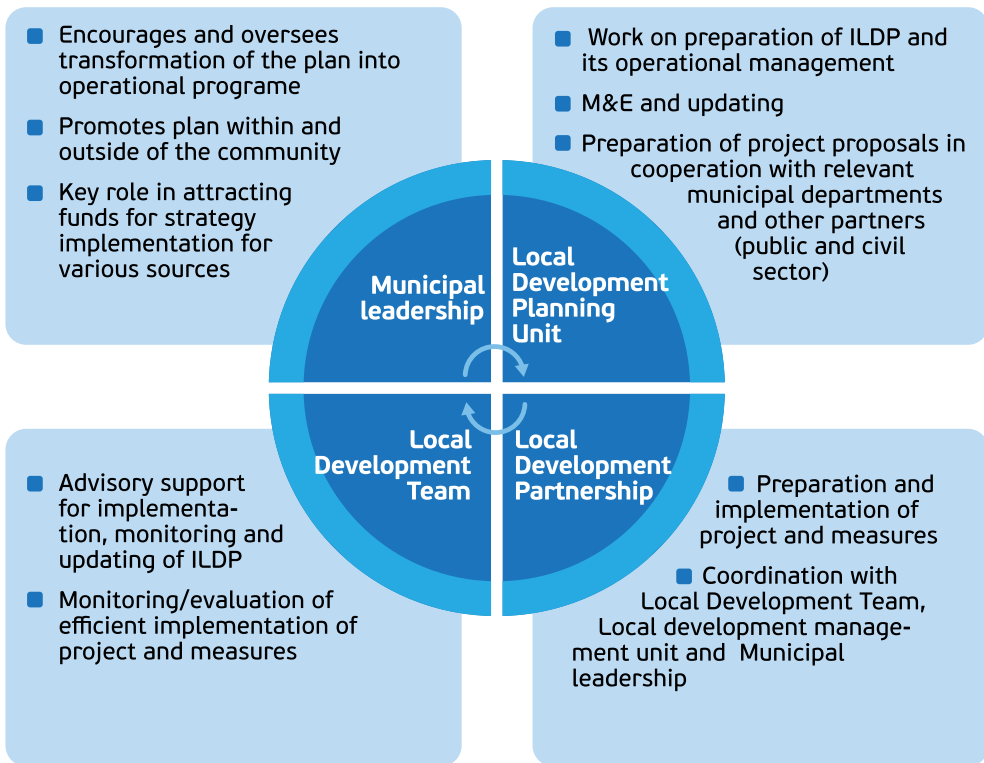 Encourages and oversees
transformation of the plan into
operational programe
Promotes plan within and
outside of the community
Key role in attracting
funds for strategy
implementation for
various sources
Work on preparation of ILDP and
its operational management
M&E and updating
Preparation of project proposals in
cooperation with relevant
municipal departments
and other partners
(public and civil
sector)
Municipal
leadership
Local
Development
Planning
Unit
Local
Development
Team
Local
Development
Partnership
Advisory support
for implementa-
tion, monitoring and
updating of ILDP
Monitoring/evaluation of
efficient implementation of
project and measures
Preparation and
implementation of
project and measures
Coordination with
Local Development Team,
Local development manage-
ment unit and Municipal
leadership